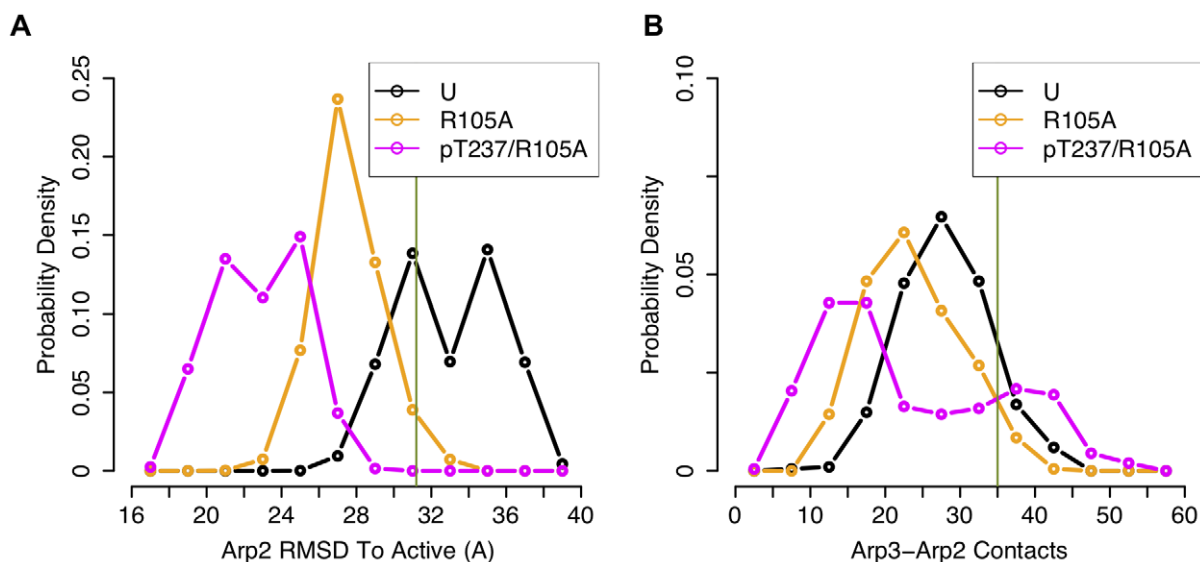 A
U
R105A
pT237/R105A
Probability Density
0.25
0.20
0.15
0.10
0.05
0
16 20 24 28 32 36 40
Arp2 RMSD To Active (A)
B
U
R105A
pT237/R105A
Probability Density
0.10
0.05
0
0 10 20 30 40 50 60
Arp3−Arp2 Contacts